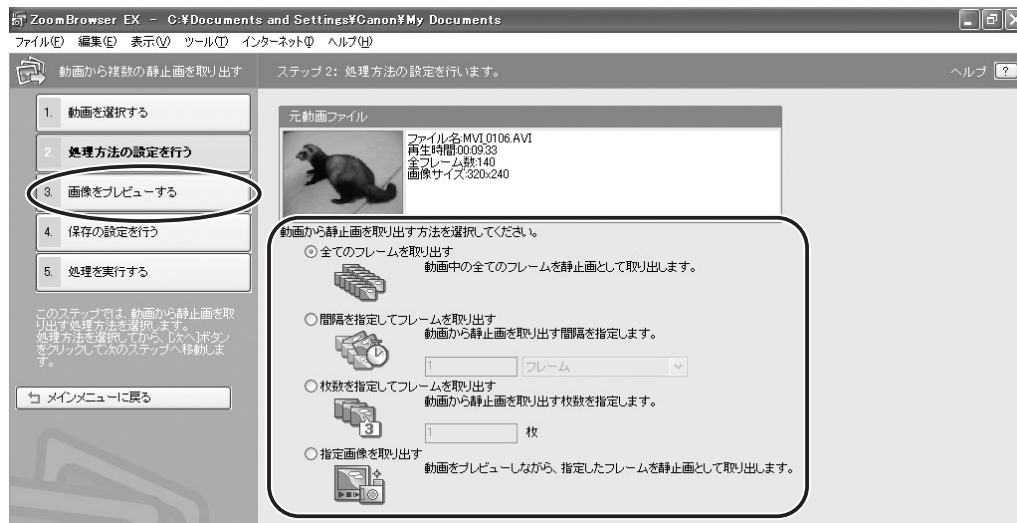 ZoomBrowser EX - C:¥Documents and Settings¥Canon¥My Documents
ファイル(F) 編集(E) 表示(V) ツール(T) インターネット(I) ヘルプ(H)
動画から複数の静止画を取り出す
ステップ 2: 処理方法の設定を行います。
ヘルプ ?
1. 動画を選択する
2. 処理方法の設定を行う
3. 画像をプレビューする
4. 保存の設定を行う
5. 処理を実行する
このステップでは、動画から静止画を取
り出す処理方法を選択します。
処理方法を選択してから、[次へ]ボタン
をクリックして次のステップへ移動しま
す。
メインメニューに戻る
元動画ファイル
ファイル名:MVI_0106.AVI
再生時間:00:09.33
全フレーム数:140
画像サイズ:320x240
動画から静止画を取り出す方法を選択してください。
全てのフレームを取り出す
動画中の全てのフレームを静止画として取り出します。
間隔を指定してフレームを取り出す
動画から静止画を取り出す間隔を指定します。
1 フレーム
枚数を指定してフレームを取り出す
動画から静止画を取り出す枚数を指定します。
3
1 枚
指定画像を取り出す
動画をプレビューしながら、指定したフレームを静止画として取り出します。